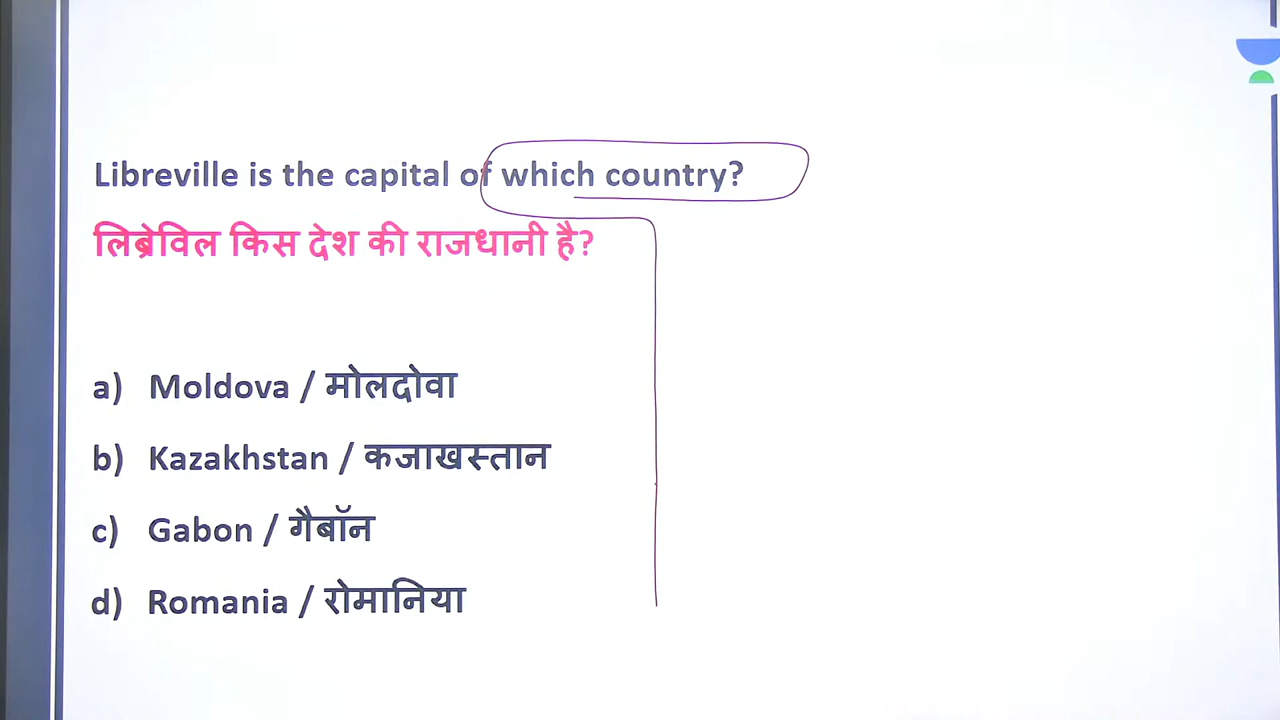 Libreville is the capital of which country?
लिब्रेविल किस देश की राजधानी है?
a) Moldova / मोलदोवा
b) Kazakhstan / कजाखस्तान
c) Gabon / गैबॉन
d) Romania / रोमानिया